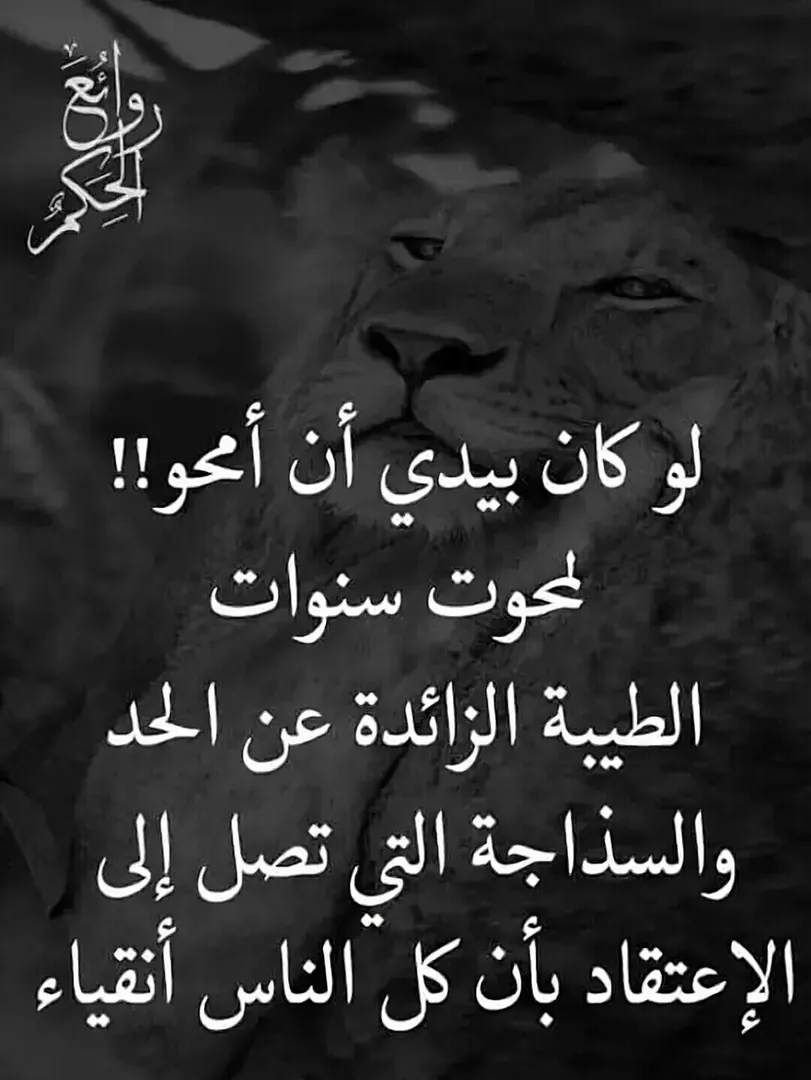 روائع
الحكم
لو كان بيدي أن أمحو!!
لمحوت سنوات
الطيبة الزائدة عن الحد
والسذاجة التي تصل إلى
الإعتقاد بأن كل الناس أنقياء